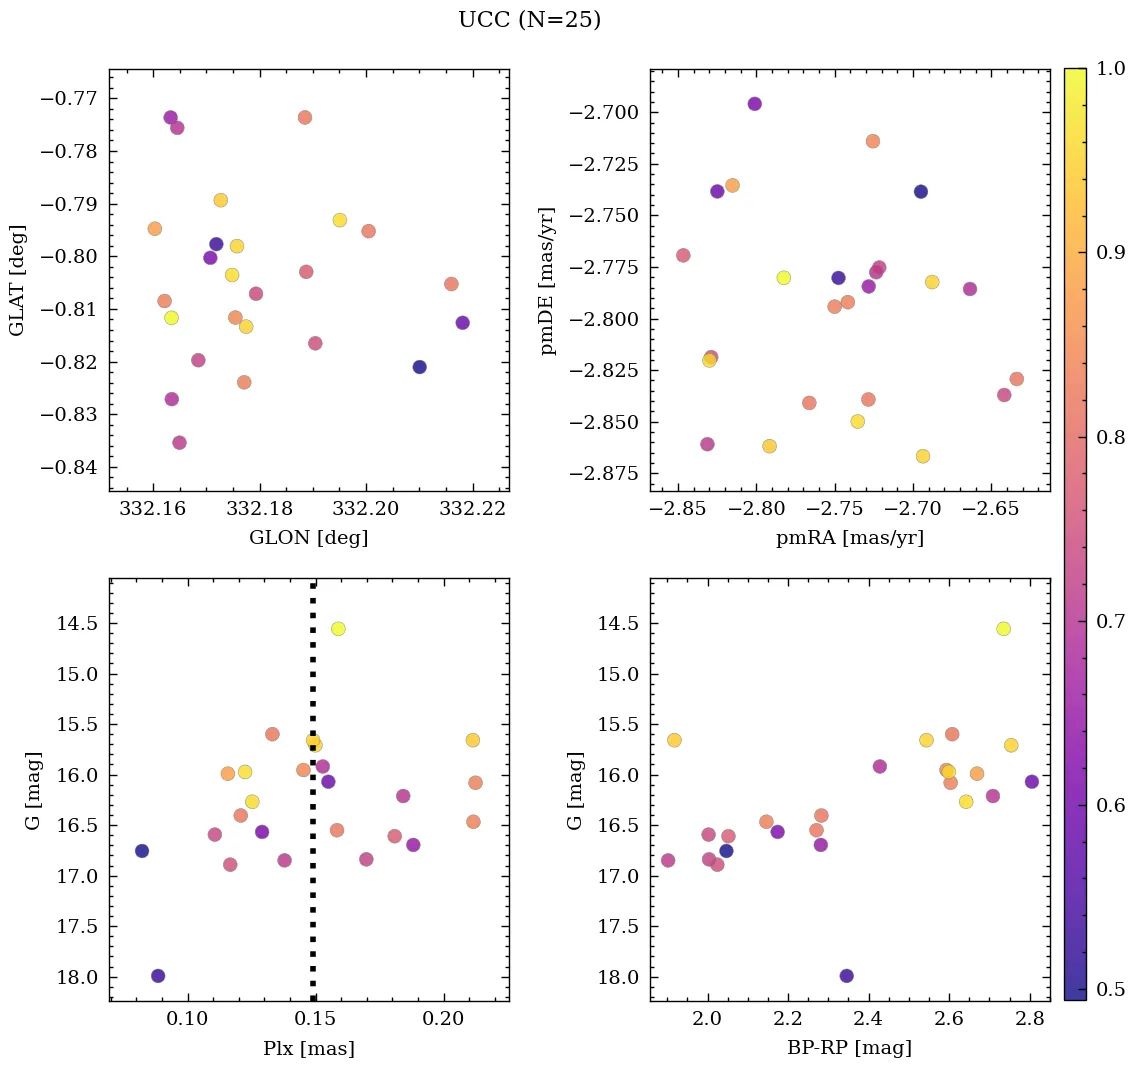 UCC (N=25)
−0.77
−0.78
−0.79
−0.80
−0.81
−0.82
−0.83
−0.84
GLAT [deg]
332.16 332.18 332.20 332.22
GLON [deg]
−2.700
−2.725
−2.750
−2.775
−2.800
−2.825
−2.850
−2.875
pmDE [mas/yr]
−2.85 −2.80 −2.75 −2.70 −2.65
pmRA [mas/yr]
14.5
15.0
15.5
16.0
16.5
17.0
17.5
18.0
G [mag]
0.10 0.15 0.20
Plx [mas]
14.5
15.0
15.5
16.0
16.5
17.0
17.5
18.0
G [mag]
2.0 2.2 2.4 2.6 2.8
BP-RP [mag]
1.0
0.9
0.8
0.7
0.6
0.5